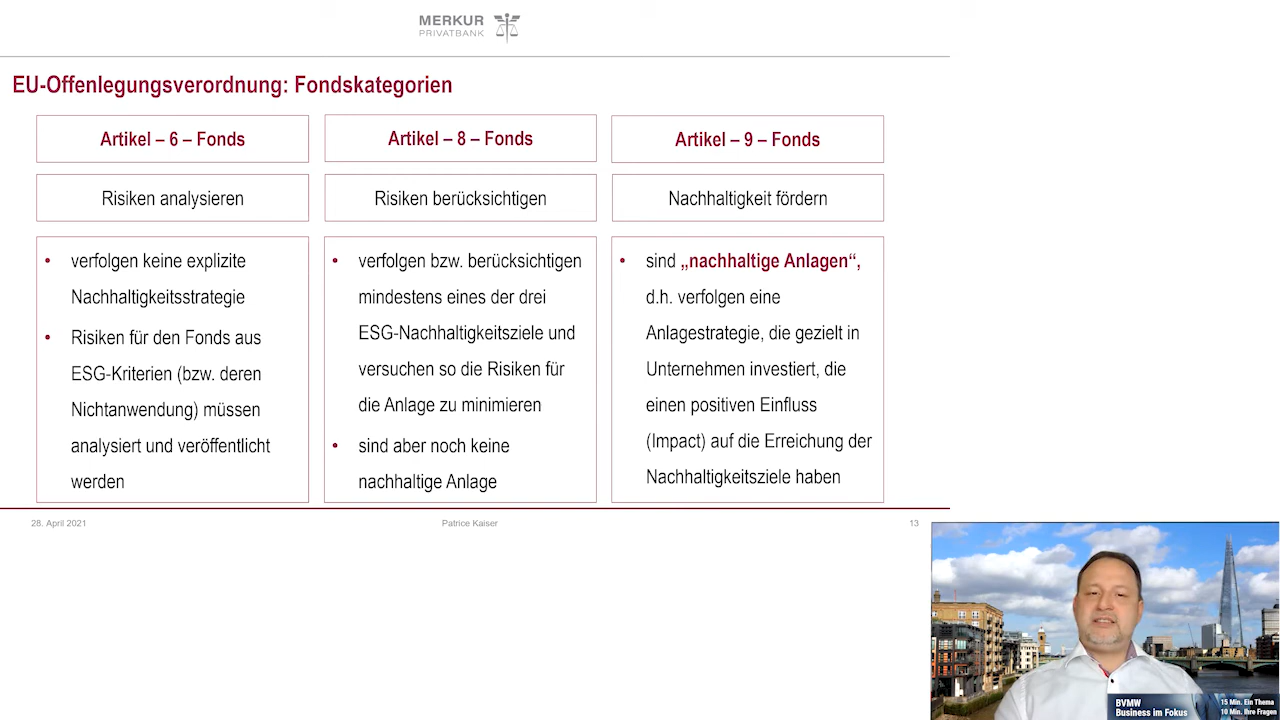 MERKUR
PRIVATBANK
EU-Offenlegungsverordnung: Fondskategorien
Artikel – 6 – Fonds
Risiken analysieren
• verfolgen keine explizite
Nachhaltigkeitsstrategie
• Risiken für den Fonds aus
ESG-Kriterien (bzw. deren
Nichtanwendung) müssen
analysiert und veröffentlicht
werden
Artikel – 8 – Fonds
Risiken berücksichtigen
• verfolgen bzw. berücksichtigen
mindestens eines der drei
ESG-Nachhaltigkeitsziele und
versuchen so die Risiken für
die Anlage zu minimieren
• sind aber noch keine
nachhaltige Anlage
Artikel – 9 – Fonds
Nachhaltigkeit fördern
• sind „nachhaltige Anlagen“,
d.h. verfolgen eine
Anlagestrategie, die gezielt in
Unternehmen investiert, die
einen positiven Einfluss
(Impact) auf die Erreichung der
Nachhaltigkeitsziele haben
28. April 2021
Patrice Kaiser
13
BVMW
Business im Fokus
15 Min. Ein Thema
10 Min. Ihre Fragen